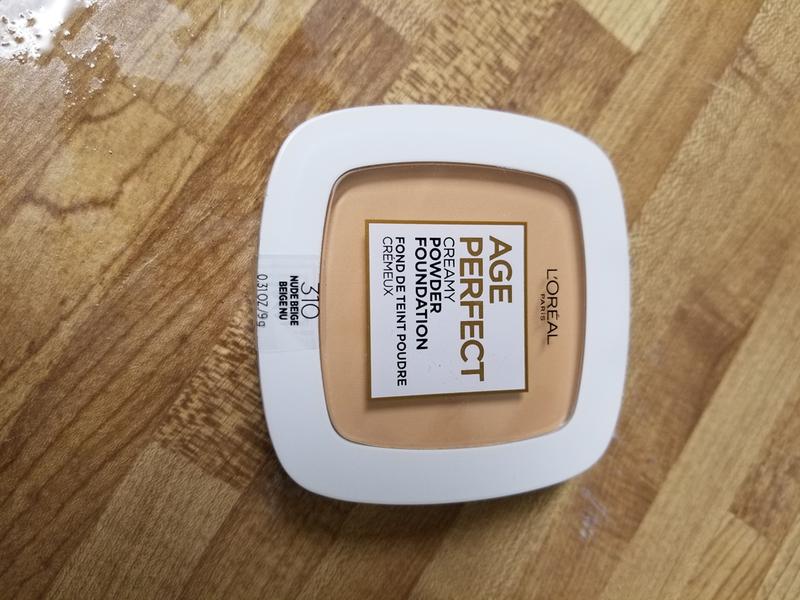 L'ORÉAL
PARIS
AGE
PERFECT
CREAMY
POWDER
FOUNDATION
FOND DE TEINT POUDRE
CRÉMEUX
310
NUDE BEIGE
BEIGE NU
0.31 OZ/9 g